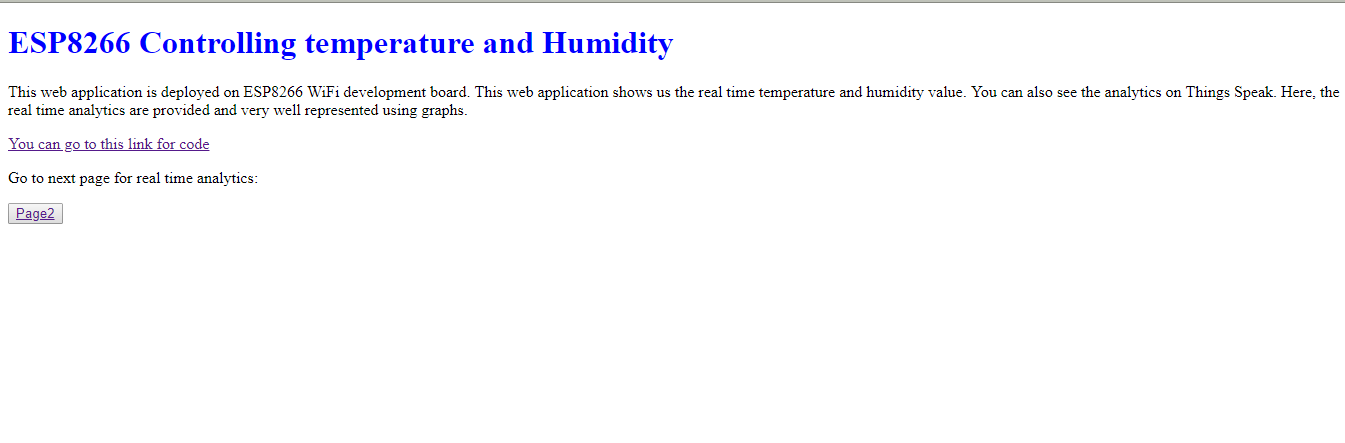 ESP8266 Controlling temperature and Humidity
This web application is deployed on ESP8266 WiFi development board. This web application shows us the real time temperature and humidity value. You can also see the analytics on Things Speak. Here, the
real time analytics are provided and very well represented using graphs.
You can go to this link for code
Go to next page for real time analytics:
Page2